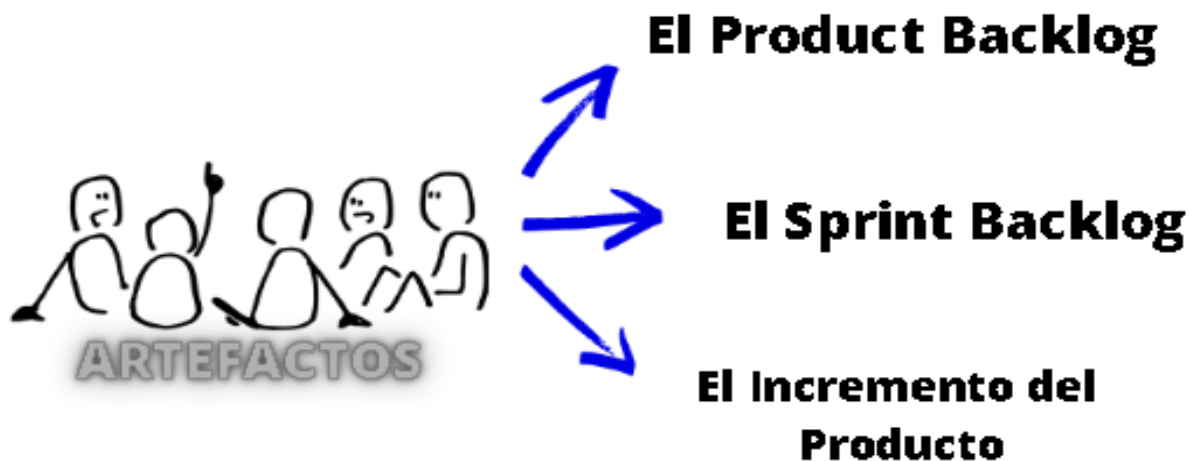 El Product Backlog
El Sprint Backlog
ARTEFACTOS
El Incremento del
Producto